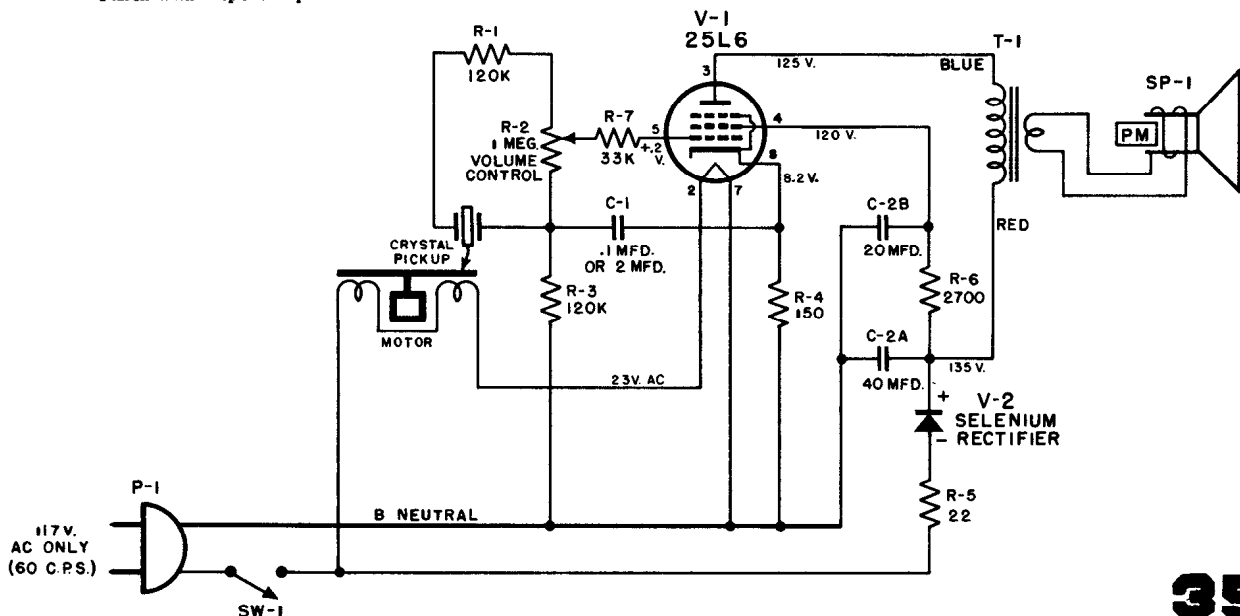 R-1
120K
V-1
25L6
3
125 V.
BLUE
T-1
SP-1
PM
R-2
1 MEG.
VOLUME
CONTROL
R-7
33K
5
+.2
V.
4
120 V.
8
8.2 V.
2
7
C-1
.1 MFD.
OR 2 MFD.
CRYSTAL
PICKUP
MOTOR
R-3
120K
R-4
150
C-2B
20 MFD.
RED
R-6
2700
C-2A
40 MFD.
135 V.
23V. AC
+
V-2
SELENIUM
- RECTIFIER
P-1
117 V.
AC ONLY
(60 C.P.S.)
B NEUTRAL
R-5
22
SW-1
35